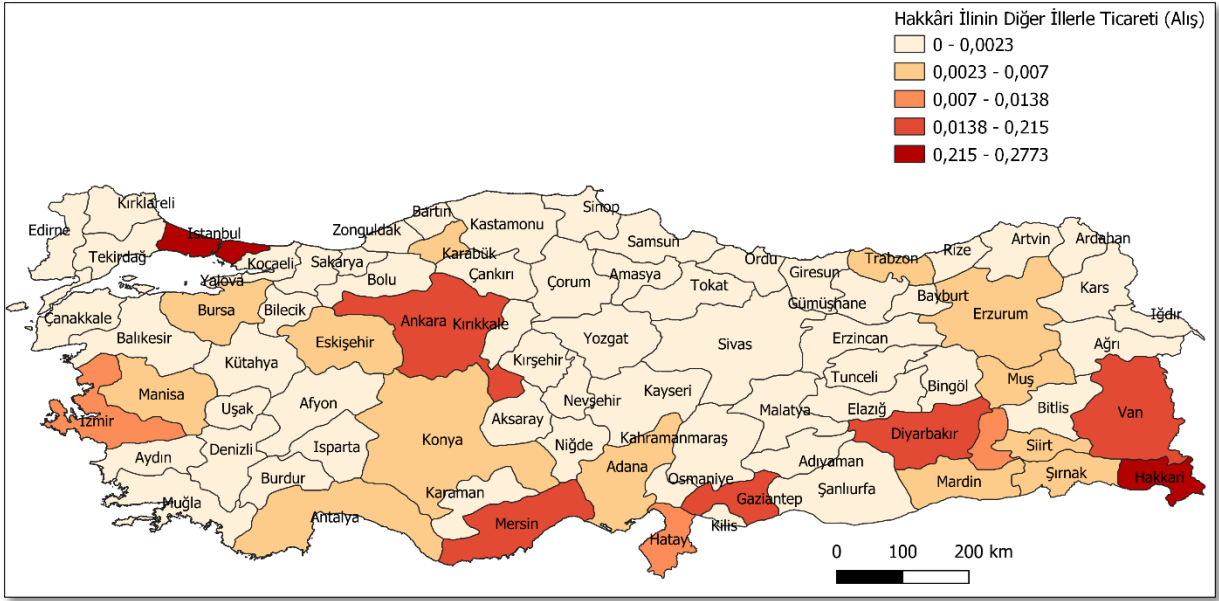 Hakkâri İlinin Diğer İllerle Ticareti (Alış)
0 - 0,0023
0,0023 - 0,007
0,007 - 0,0138
0,0138 - 0,215
0,215 - 0,2773
Kırklareli
Edirne
İstanbul
Tekirdağ
Kocaeli
Yalova
Sakarya
Zonguldak
Bartın
Karabük
Kastamonu
Sinop
Samsun
Ordu
Giresun
Trabzon
Rize
Artvin
Ardahan
Kars
Iğdır
Ağrı
Bolu
Çankırı
Çorum
Amasya
Tokat
Gümüşhane
Bayburt
Erzurum
Çanakkale
Balıkesir
Bursa
Bilecik
Eskişehir
Ankara
Kırıkkale
Yozgat
Sivas
Erzincan
Kütahya
Kırşehir
Tunceli
Bingöl
Muş
Manisa
Uşak
Afyon
Nevşehir
Kayseri
Malatya
Elazığ
Bitlis
Van
İzmir
Aksaray
Konya
Niğde
Kahramanmaraş
Diyarbakır
Siirt
Aydın
Denizli
Isparta
Burdur
Adana
Osmaniye
Adıyaman
Şanlıurfa
Mardin
Şırnak
Hakkari
Muğla
Antalya
Karaman
Mersin
Gaziantep
Kilis
Hatay
0 100 200 km